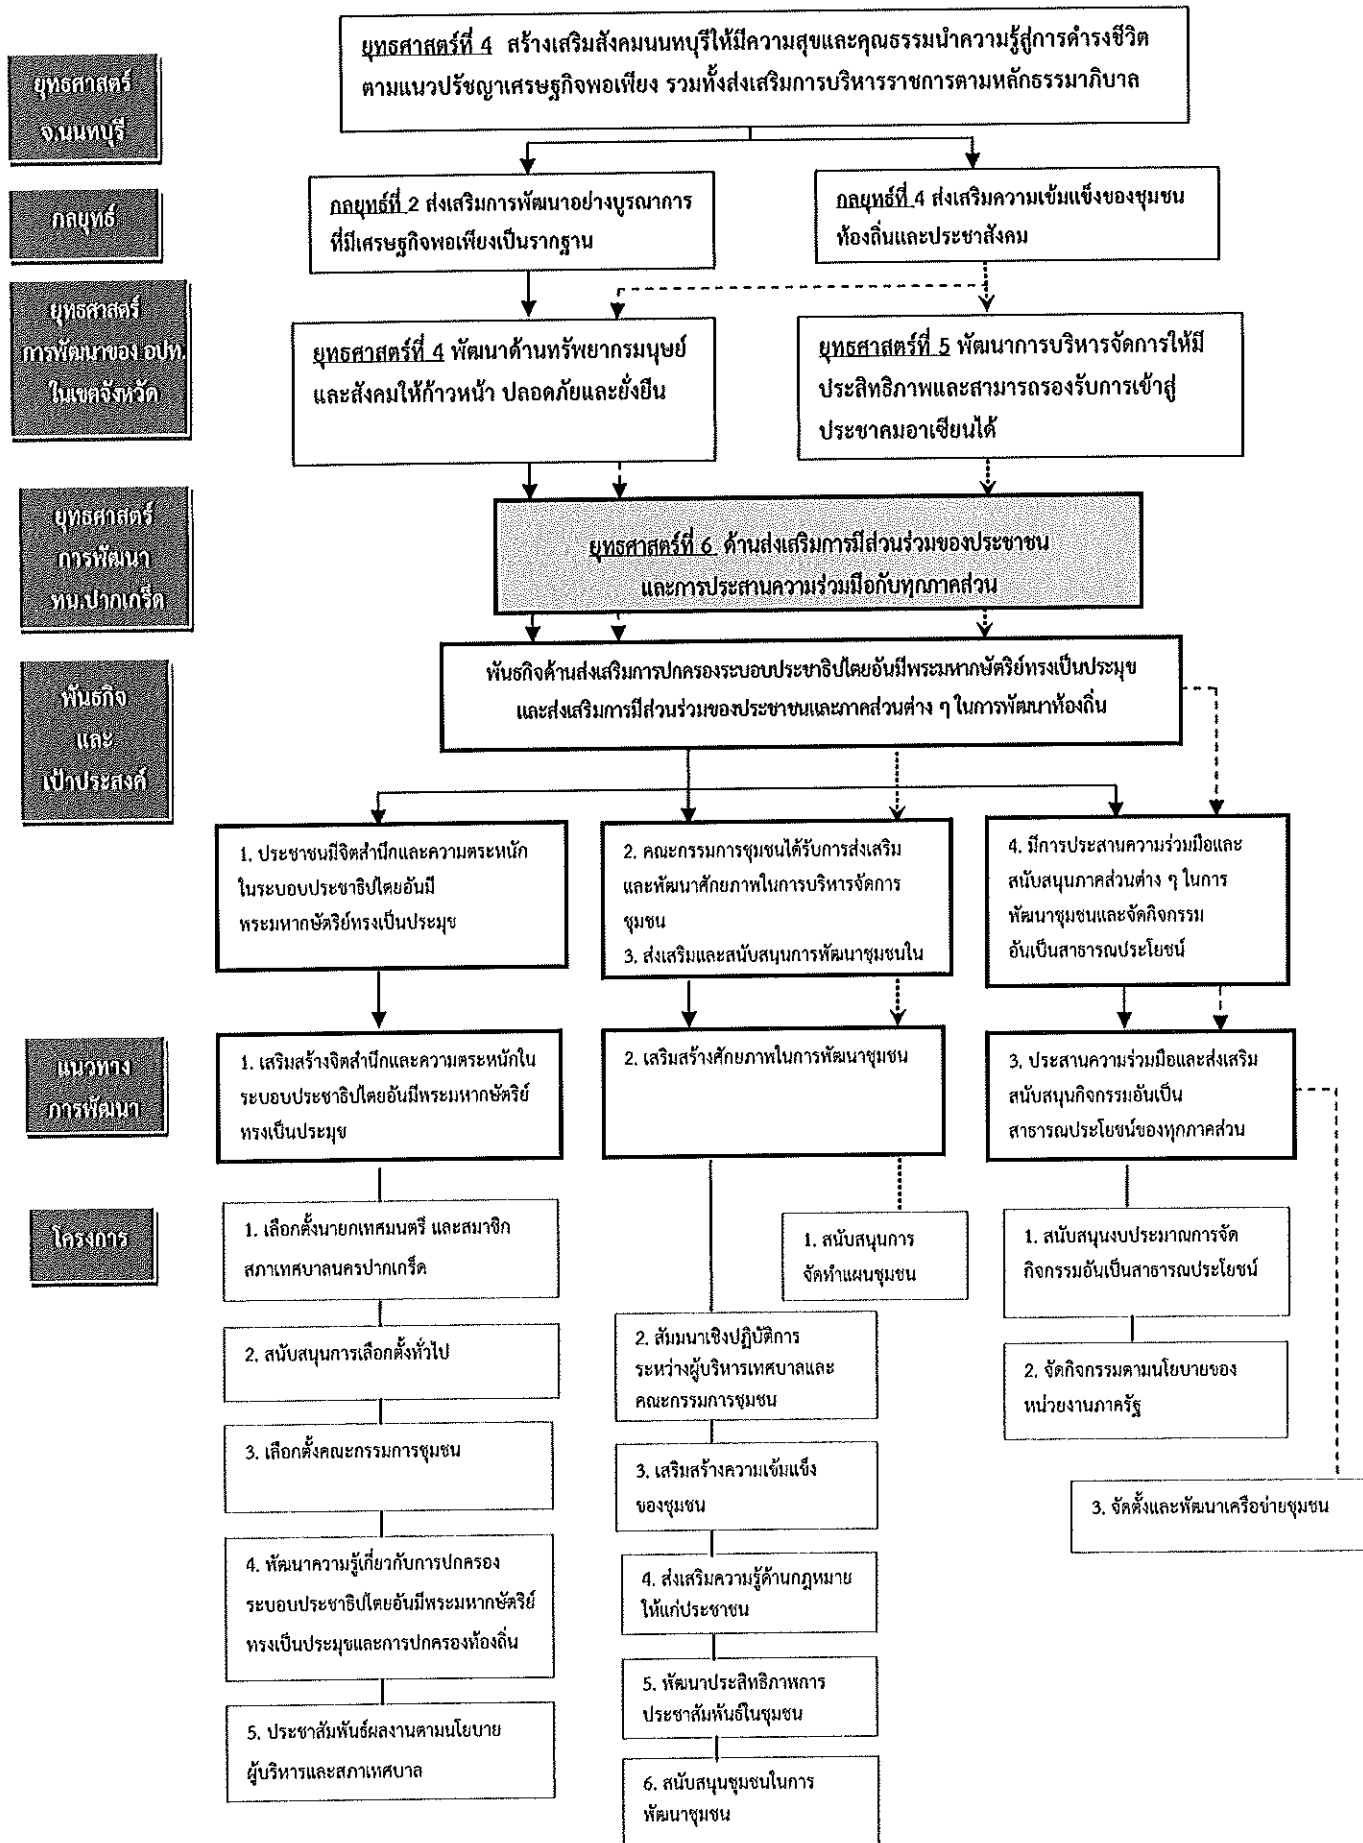 ยุทธศาสตร์
จ.นนทบุรี
ยุทธศาสตร์ที่ 4 สร้างเสริมสังคมนนทบุรีให้มีความสุขและคุณธรรมนำความรู้สู่การดำรงชีวิต
ตามแนวปรัชญาเศรษฐกิจพอเพียง รวมทั้งส่งเสริมการบริหารราชการตามหลักธรรมาภิบาล
กลยุทธ์
กลยุทธ์ที่ 2 ส่งเสริมการพัฒนาอย่างบูรณาการ
ที่มีเศรษฐกิจพอเพียงเป็นรากฐาน
กลยุทธ์ที่ 4 ส่งเสริมความเข้มแข็งของชุมชน
ท้องถิ่นและประชาสังคม
ยุทธศาสตร์
การพัฒนาของ อปท.
ในเขตจังหวัด
ยุทธศาสตร์ที่ 4 พัฒนาด้านทรัพยากรมนุษย์
และสังคมให้ก้าวหน้า ปลอดภัยและยั่งยืน
ยุทธศาสตร์ที่ 5 พัฒนาการบริหารจัดการให้มี
ประสิทธิภาพและสามารถรองรับการเข้าสู่
ประชาคมอาเซียนได้
ยุทธศาสตร์
การพัฒนา
ทน.ปากเกร็ด
ยุทธศาสตร์ที่ 6 ด้านส่งเสริมการมีส่วนร่วมของประชาชน
และการประสานความร่วมมือกับทุกภาคส่วน
พันธกิจ
และ
เป้าประสงค์
พันธกิจด้านส่งเสริมการปกครองระบอบประชาธิปไตยอันมีพระมหากษัตริย์ทรงเป็นประมุข
และส่งเสริมการมีส่วนร่วมของประชาชนและภาคส่วนต่าง ๆ ในการพัฒนาท้องถิ่น
1. ประชาชนมีจิตสำนึกและความตระหนัก
ในระบอบประชาธิปไตยอันมี
พระมหากษัตริย์ทรงเป็นประมุข
2. คณะกรรมการชุมชนได้รับการส่งเสริม
และพัฒนาศักยภาพในการบริหารจัดการ
ชุมชน
3. ส่งเสริมและสนับสนุนการพัฒนาชุมชนใน
4. มีการประสานความร่วมมือและ
สนับสนุนภาคส่วนต่าง ๆ ในการ
พัฒนาชุมชนและจัดกิจกรรม
อันเป็นสาธารณประโยชน์
แนวทาง
การพัฒนา
1. เสริมสร้างจิตสำนึกและความตระหนักใน
ระบอบประชาธิปไตยอันมีพระมหากษัตริย์
ทรงเป็นประมุข
2. เสริมสร้างศักยภาพในการพัฒนาชุมชน
3. ประสานความร่วมมือและส่งเสริม
สนับสนุนกิจกรรมอันเป็น
สาธารณประโยชน์ของทุกภาคส่วน
โครงการ
1. เลือกตั้งนายกเทศมนตรี และสมาชิก
สภาเทศบาลนครปากเกร็ด
2. สนับสนุนการเลือกตั้งทั่วไป
3. เลือกตั้งคณะกรรมการชุมชน
4. พัฒนาความรู้เกี่ยวกับการปกครอง
ระบอบประชาธิปไตยอันมีพระมหากษัตริย์
ทรงเป็นประมุขและการปกครองท้องถิ่น
5. ประชาสัมพันธ์ผลงานตามนโยบาย
ผู้บริหารและสภาเทศบาล
1. สนับสนุนการ
จัดทำแผนชุมชน
2. สัมมนาเชิงปฏิบัติการ
ระหว่างผู้บริหารเทศบาลและ
คณะกรรมการชุมชน
3. เสริมสร้างความเข้มแข็ง
ของชุมชน
4. ส่งเสริมความรู้ด้านกฎหมาย
ให้แก่ประชาชน
5. พัฒนาประสิทธิภาพการ
ประชาสัมพันธ์ในชุมชน
6. สนับสนุนชุมชนในการ
พัฒนาชุมชน
1. สนับสนุนงบประมาณการจัด
กิจกรรมอันเป็นสาธารณประโยชน์
2. จัดกิจกรรมตามนโยบายของ
หน่วยงานภาครัฐ
3. จัดตั้งและพัฒนาเครือข่ายชุมชน